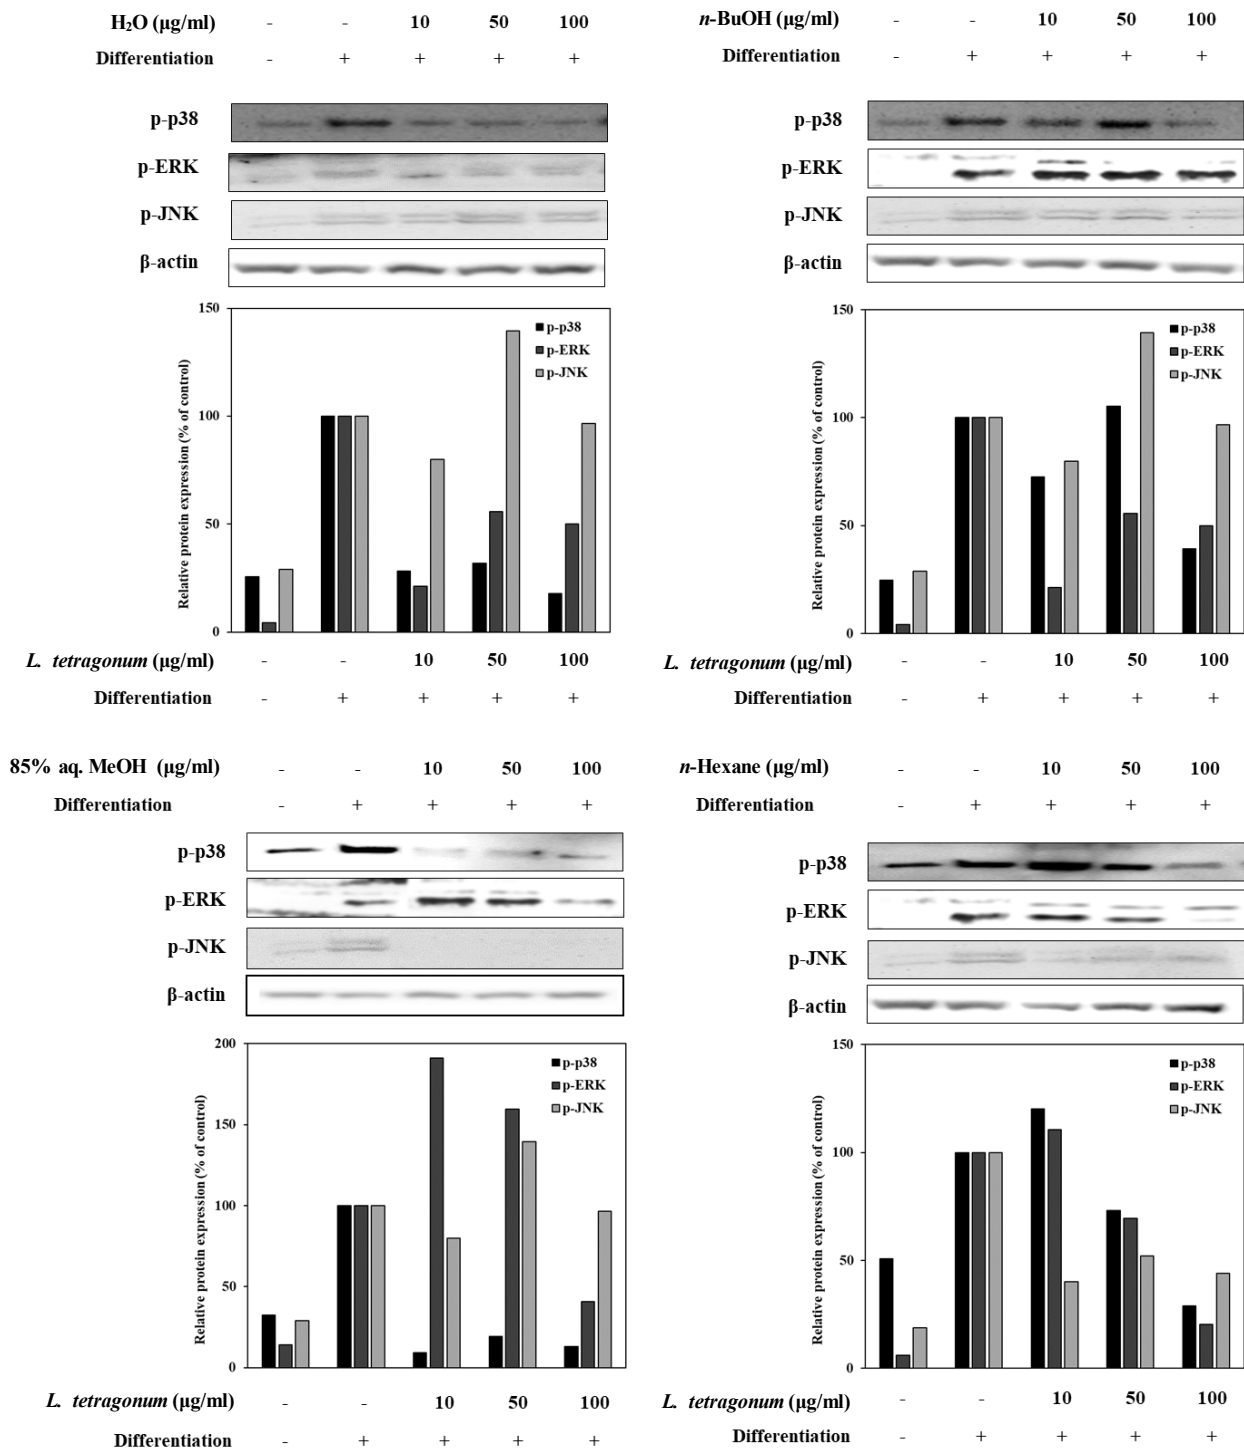 H₂O (µg/ml) - - 10 50 100
Differentiation - + + + +
p-p38
p-ERK
p-JNK
β-actin
150
100
50
0
Relative protein expression (% of control)
p-p38
p-ERK
p-JNK
L. tetragonum (µg/ml) - - 10 50 100
Differentiation - + + + +
n-BuOH (µg/ml) - - 10 50 100
Differentiation - + + + +
p-p38
p-ERK
p-JNK
β-actin
150
100
50
0
Relative protein expression (% of control)
p-p38
p-ERK
p-JNK
L. tetragonum (µg/ml) - - 10 50 100
Differentiation - + + + +
85% aq. MeOH (µg/ml) - - 10 50 100
Differentiation - + + + +
p-p38
p-ERK
p-JNK
β-actin
200
150
100
50
0
Relative protein expression (% of control)
p-p38
p-ERK
p-JNK
L. tetragonum (µg/ml) - - 10 50 100
Differentiation - + + + +
n-Hexane (µg/ml) - - 10 50 100
Differentiation - + + + +
p-p38
p-ERK
p-JNK
β-actin
150
100
50
0
Relative protein expression (% of control)
p-p38
p-ERK
p-JNK
L. tetragonum (µg/ml) - - 10 50 100
Differentiation - + + + +